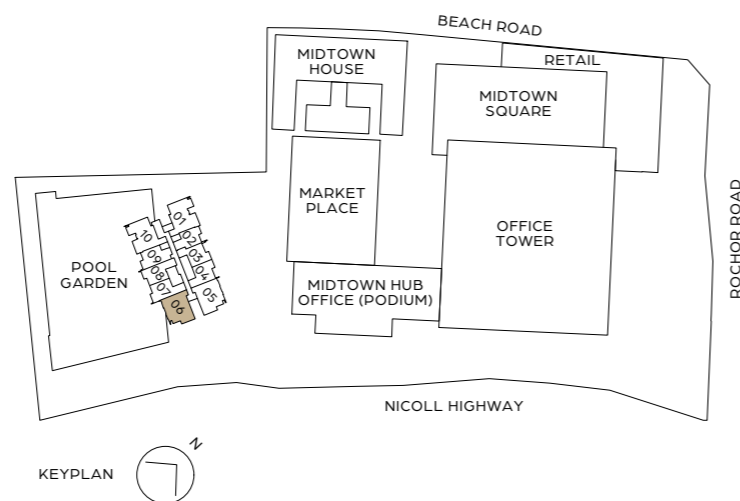 BEACH ROAD
MIDTOWN
HOUSE
RETAIL
MIDTOWN
SQUARE
MARKET
PLACE
OFFICE
TOWER
ROCHOR ROAD
POOL
GARDEN
01
02
03
04
05
10
09
08
07
06
MIDTOWN HUB
OFFICE (PODIUM)
NICOLL HIGHWAY
KEYPLAN
N